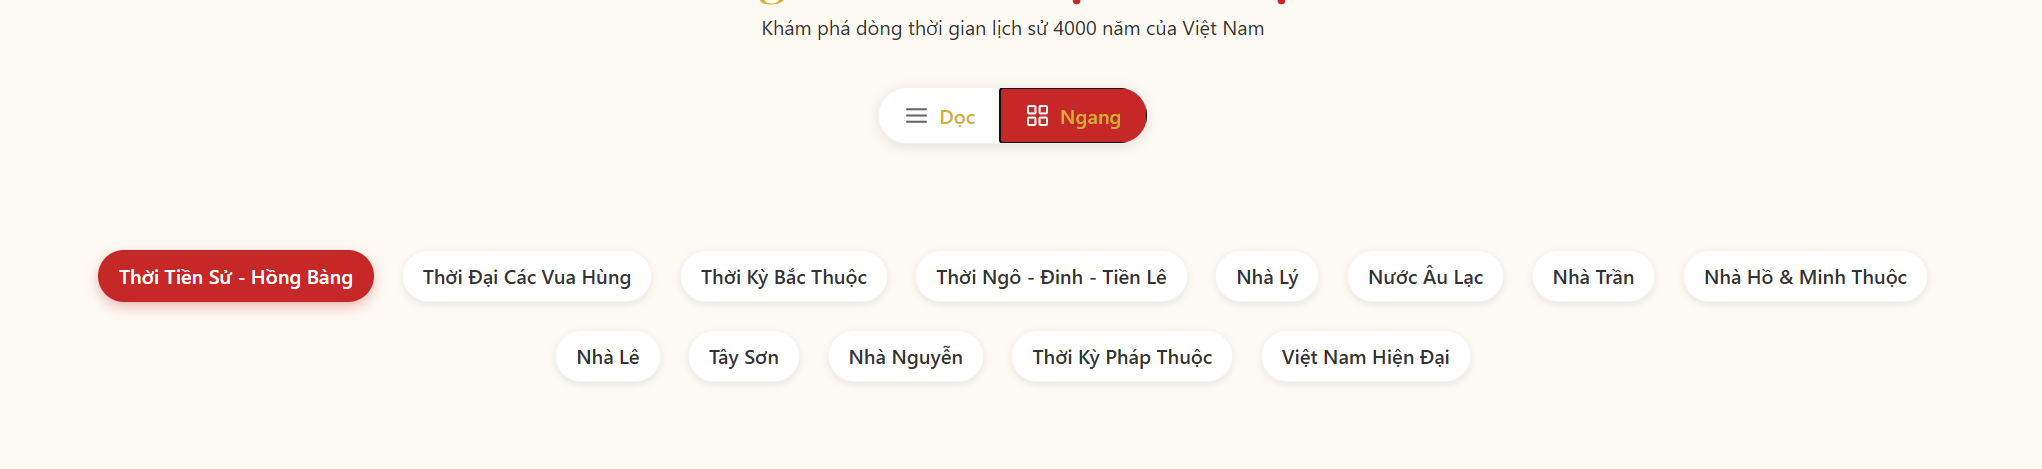 Khám phá dòng thời gian lịch sử 4000 năm của Việt Nam
Dọc Ngang
Thời Tiền Sử - Hồng Bàng Thời Đại Các Vua Hùng Thời Kỳ Bắc Thuộc Thời Ngô - Đinh - Tiền Lê Nhà Lý Nước Âu Lạc Nhà Trần Nhà Hồ & Minh Thuộc
Nhà Lê Tây Sơn Nhà Nguyễn Thời Kỳ Pháp Thuộc Việt Nam Hiện Đại